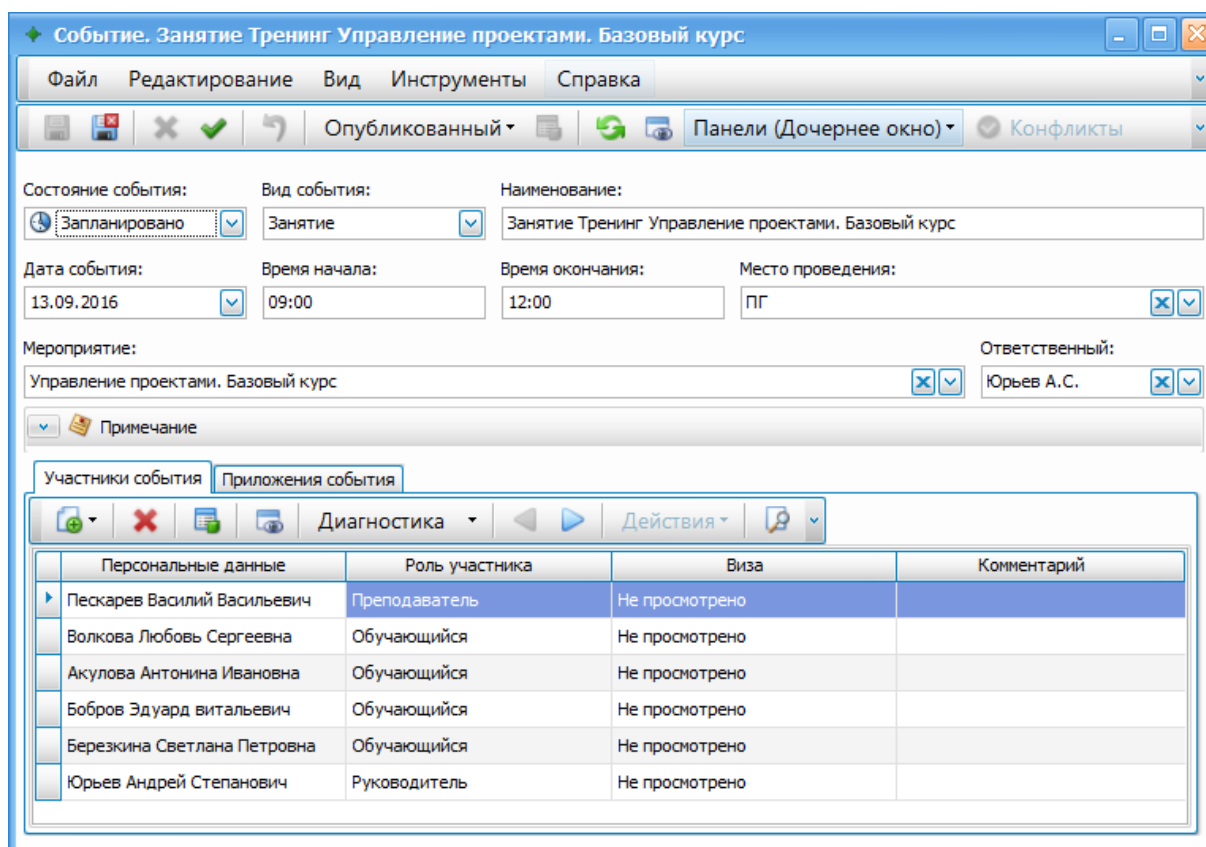 Событие. Занятие Тренинг Управление проектами. Базовый курс
Файл Редактирование Вид Инструменты Справка
Опубликованный Панели (Дочернее окно) Конфликты
Состояние события: Вид события: Наименование:
Запланировано Занятие Занятие Тренинг Управление проектами. Базовый курс
Дата события: Время начала: Время окончания: Место проведения:
13.09.2016 09:00 12:00 ПГ
Мероприятие: Ответственный:
Управление проектами. Базовый курс Юрьев А.С.
Примечание
Участники события Приложения события
Диагностика Действия
Персональные данные Роль участника Виза Комментарий
Пескарев Василий Васильевич Преподаватель Не просмотрено
Волкова Любовь Сергеевна Обучающийся Не просмотрено
Акулова Антонина Ивановна Обучающийся Не просмотрено
Бобров Эдуард витальевич Обучающийся Не просмотрено
Березкина Светлана Петровна Обучающийся Не просмотрено
Юрьев Андрей Степанович Руководитель Не просмотрено